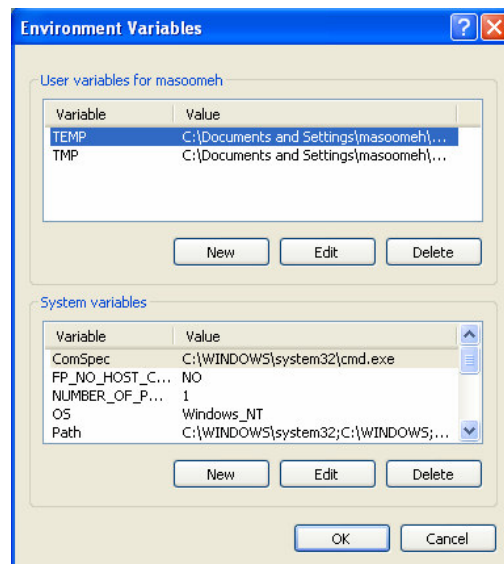 Environment Variables
User variables for masoomeh
Variable Value
TEMP C:\Documents and Settings\masoomeh\...
TMP C:\Documents and Settings\masoomeh\...
New Edit Delete
System variables
Variable Value
ComSpec C:\WINDOWS\system32\cmd.exe
FP_NO_HOST_C... NO
NUMBER_OF_P... 1
OS Windows_NT
Path C:\WINDOWS\system32;C:\WINDOWS;...
New Edit Delete
OK Cancel